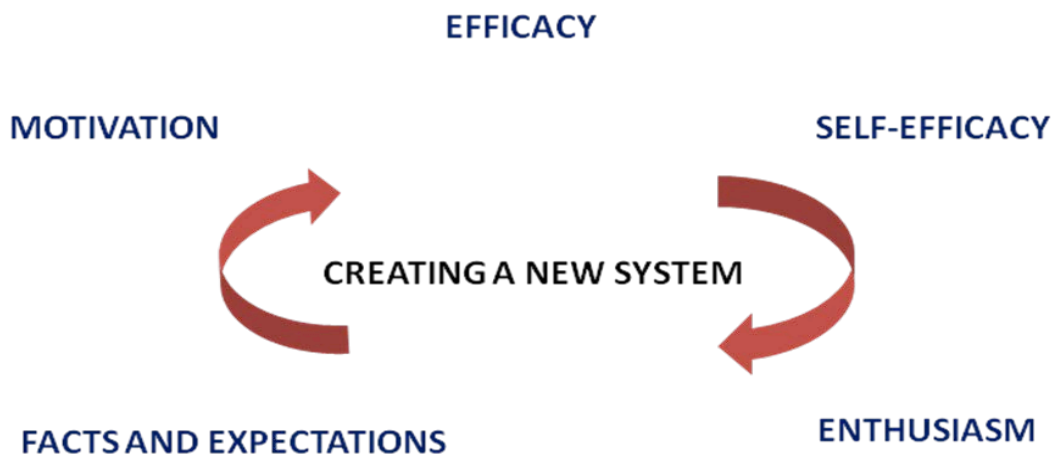 EFFICACY
MOTIVATION
SELF-EFFICACY
CREATING A NEW SYSTEM
FACTS AND EXPECTATIONS
ENTHUSIASM